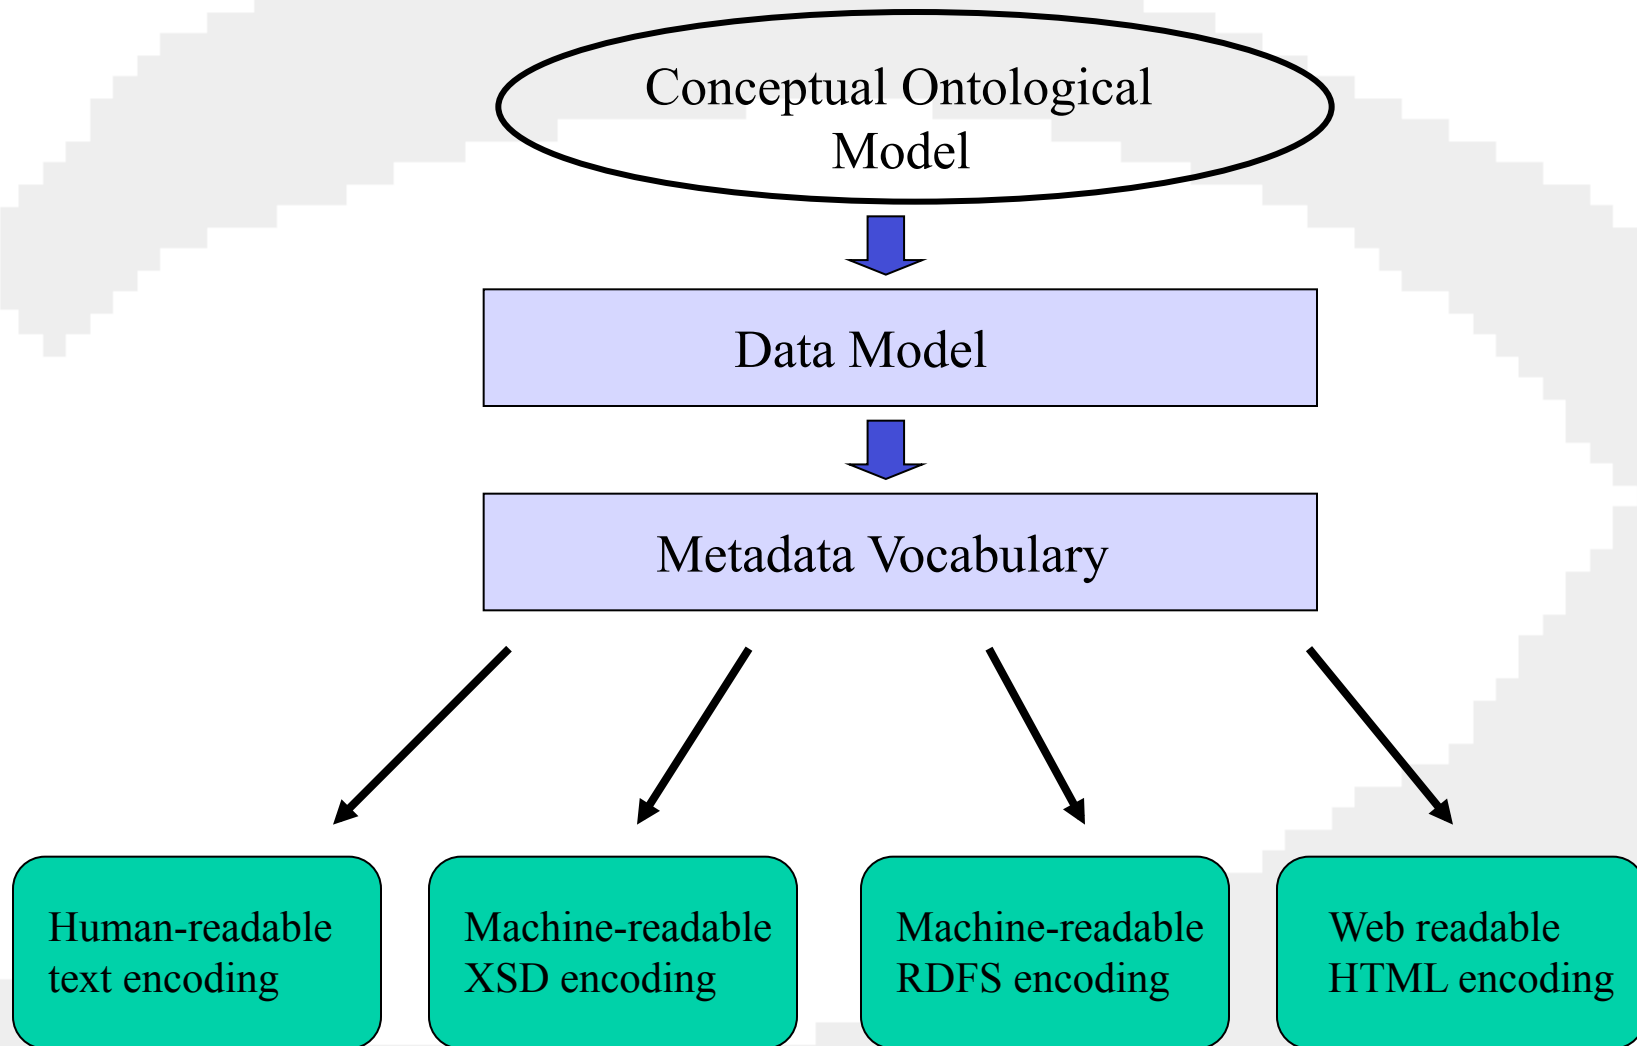 Conceptual Ontological
Model
Data Model
Metadata Vocabulary
Human-readable
text encoding
Machine-readable
XSD encoding
Machine-readable
RDFS encoding
Web readable
HTML encoding